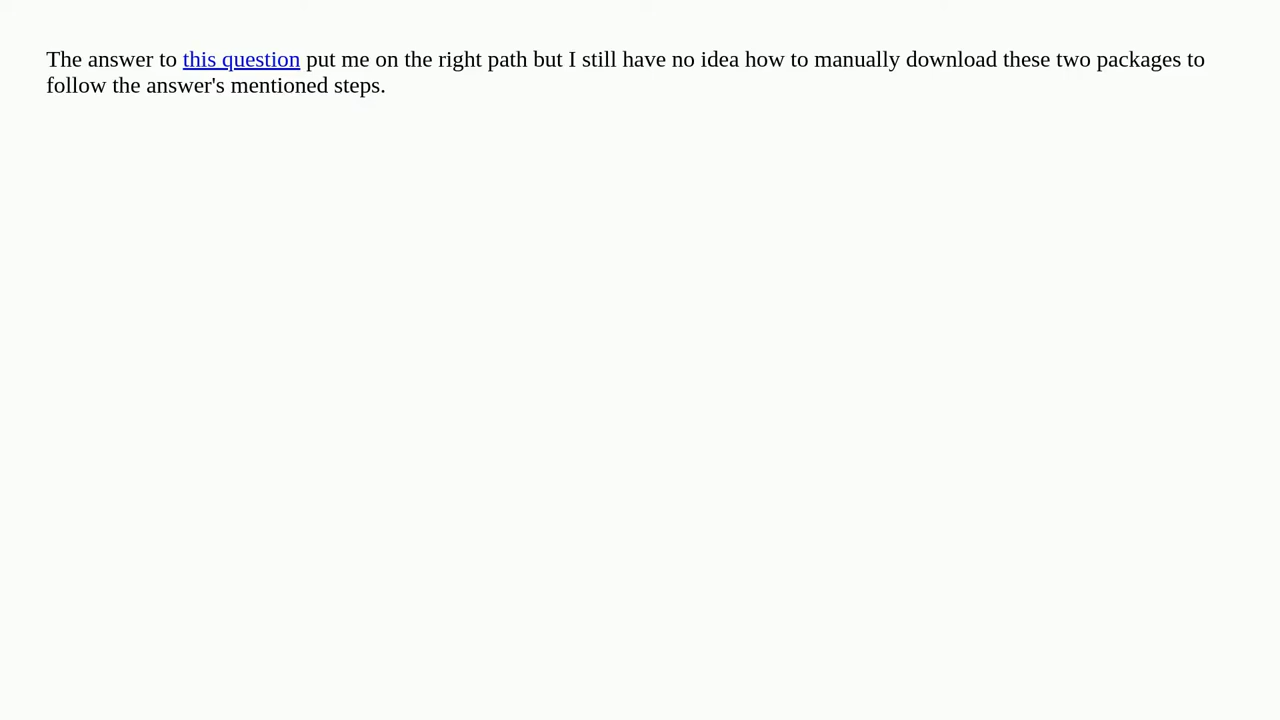 The answer to this question put me on the right path but I still have no idea how to manually download these two packages to
follow the answer's mentioned steps.